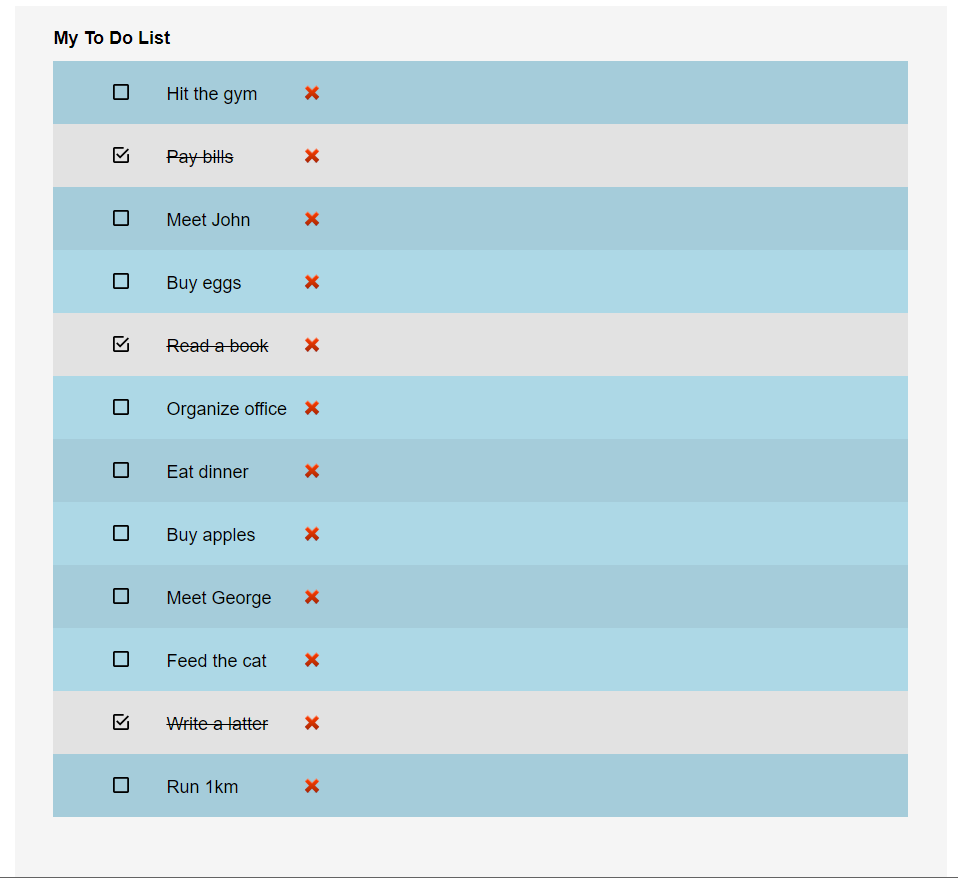 My To Do List
Hit the gym
Pay bills
Meet John
Buy eggs
Read a book
Organize office
Eat dinner
Buy apples
Meet George
Feed the cat
Write a latter
Run 1km